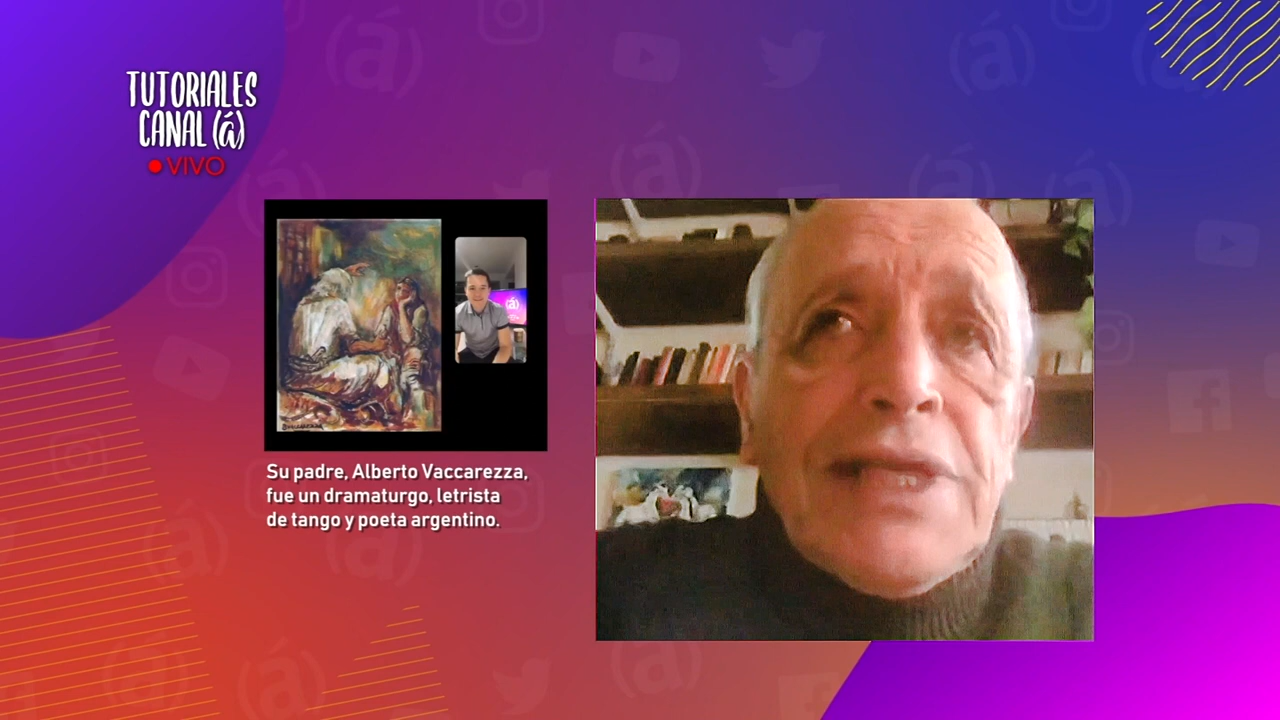 TUTORIALES
CANAL (á)
VIVO
(á)
Su padre, Alberto Vaccarezza,
fue un dramaturgo, letrista
de tango y poeta argentino.